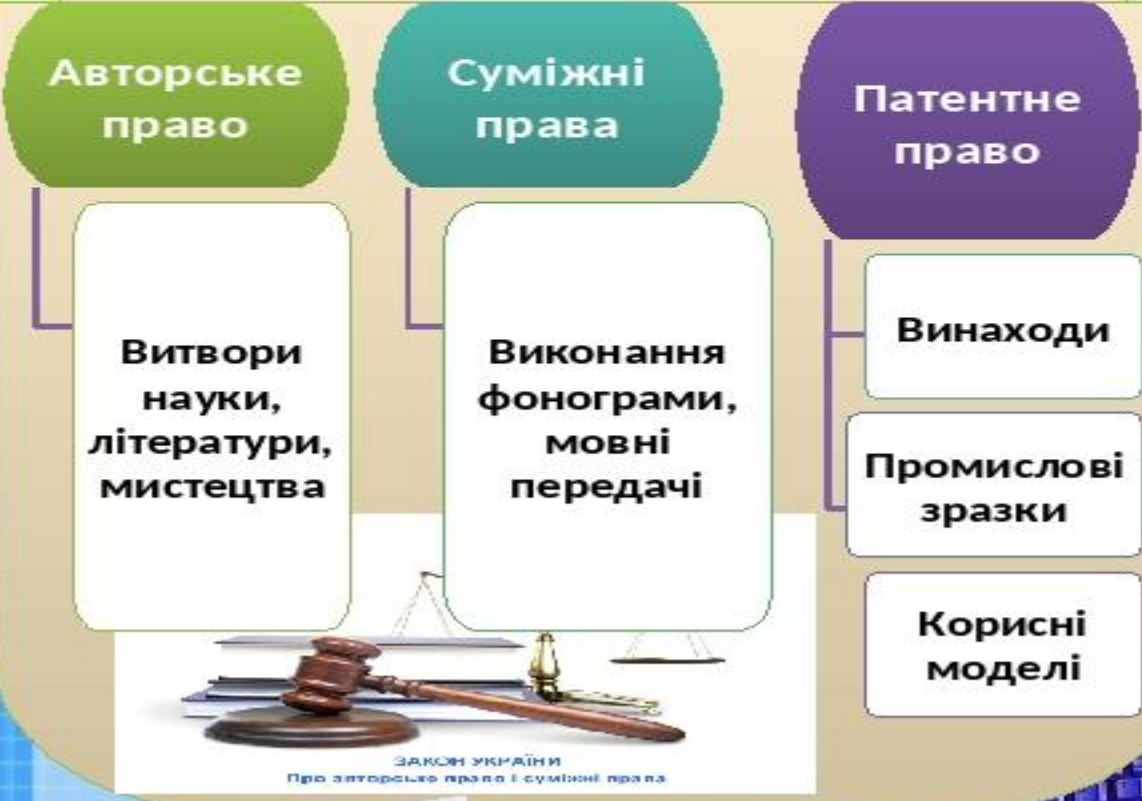 Авторське
право
Витвори
науки,
літератури,
мистецтва
Суміжні
права
Виконання
фонограми,
мовні
передачі
Патентне
право
Винаходи
Промислові
зразки
Корисні
моделі
ЗАКОН УКРАЇНИ
Про авторське право і суміжні права